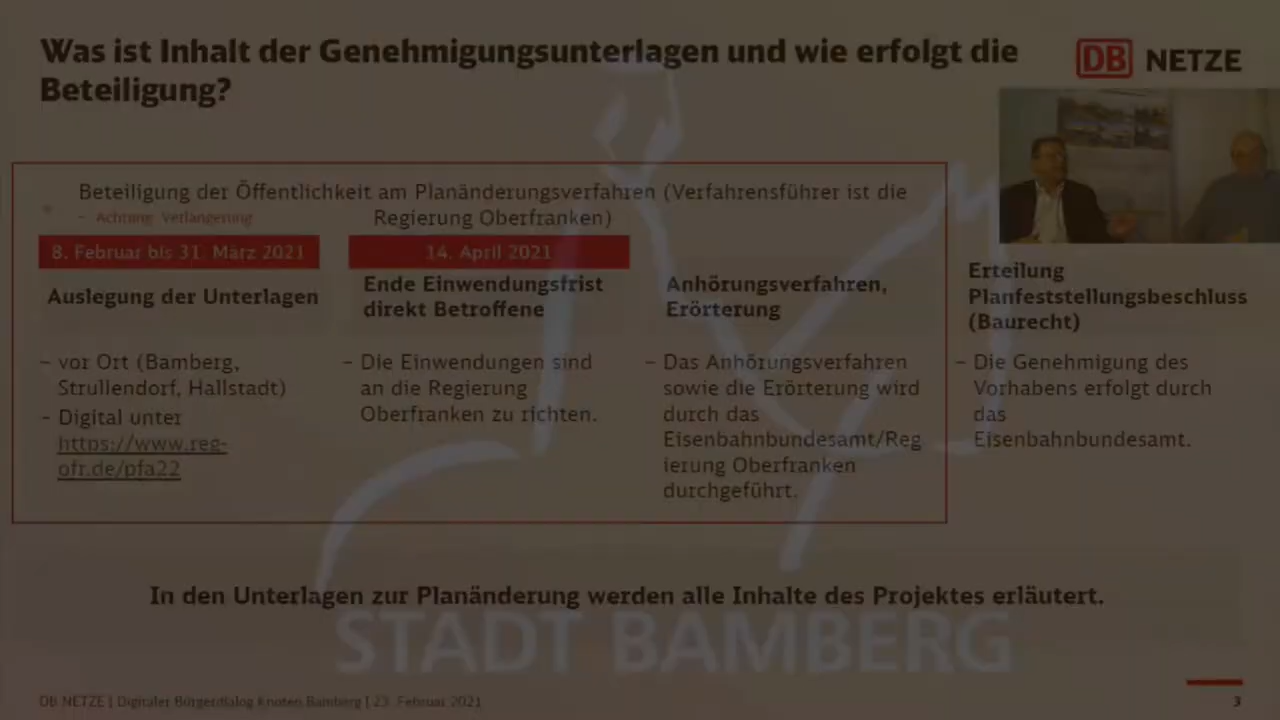 Was ist Inhalt der Genehmigungsunterlagen und wie erfolgt die
Beteiligung?
DB NETZE
Beteiligung der Öffentlichkeit am Planänderungsverfahren (Verfahrensführer ist die
Regierung Oberfranken)
– Achtung: Verlängerung
8. Februar bis 31. März 2021
Auslegung der Unterlagen
– vor Ort (Bamberg,
Strullendorf, Hallstadt)
– Digital unter
https://www.reg-
ofr.de/pfa22
14. April 2021
Ende Einwendungsfrist
direkt Betroffene
– Die Einwendungen sind
an die Regierung
Oberfranken zu richten.
Anhörungsverfahren,
Erörterung
– Das Anhörungsverfahren
sowie die Erörterung wird
durch das
Eisenbahnbundesamt/Reg
ierung Oberfranken
durchgeführt.
Erteilung
Planfeststellungsbeschluss
(Baurecht)
– Die Genehmigung des
Vorhabens erfolgt durch
das
Eisenbahnbundesamt.
In den Unterlagen zur Planänderung werden alle Inhalte des Projektes erläutert.
STADT BAMBERG
DB NETZE | Digitaler Bürgerdialog Knoten Bamberg | 23. Februar 2021
3